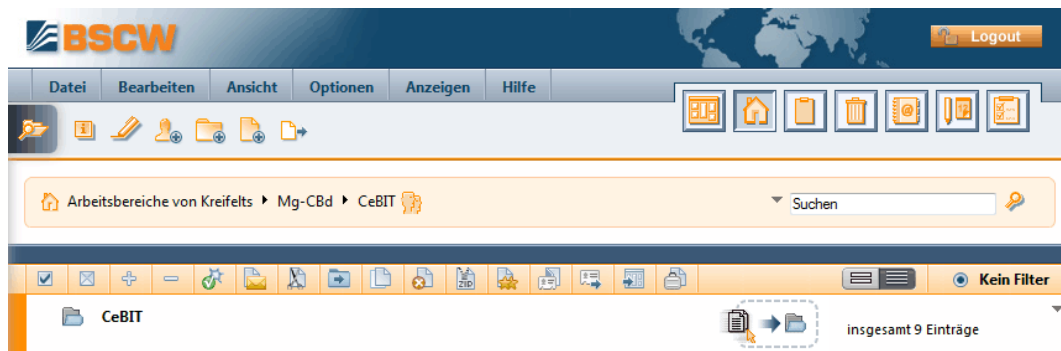 BSCW
Logout
Datei Bearbeiten Ansicht Optionen Anzeigen Hilfe
Arbeitsbereiche von Kreifelts Mg-CBd CeBIT
Suchen
ZIP
Kein Filter
CeBIT
insgesamt 9 Einträge